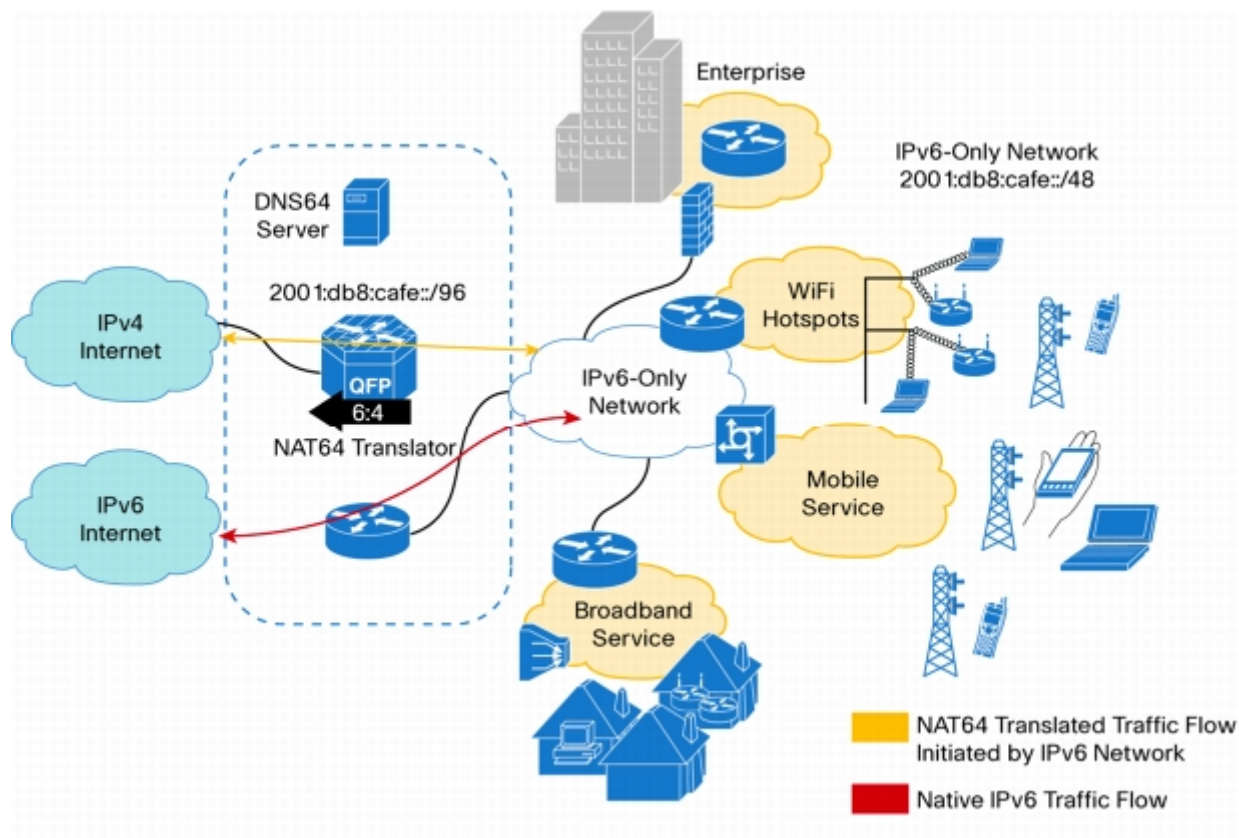 Enterprise
IPv6-Only Network
2001:db8:cafe::/48
DNS64
Server
2001:db8:cafe::/96
WiFi
Hotspots
IPv4
Internet
QFP
6:4
NAT64 Translator
IPv6-Only
Network
IPv6
Internet
Mobile
Service
Broadband
Service
NAT64 Translated Traffic Flow
Initiated by IPv6 Network
Native IPv6 Traffic Flow